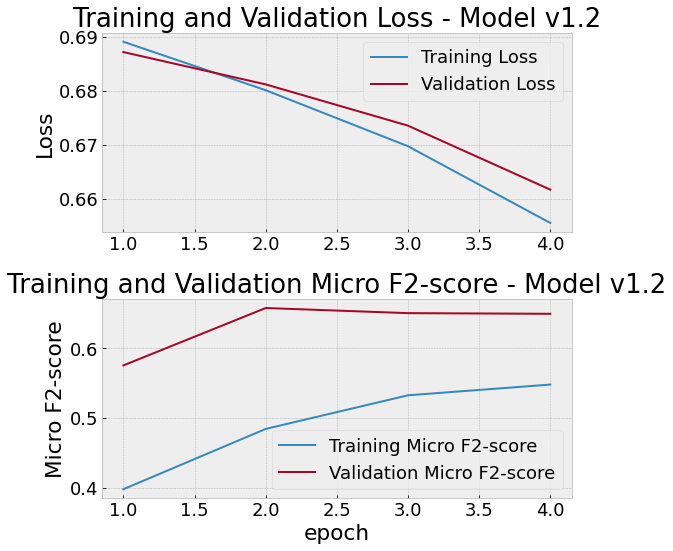 Training and Validation Loss - Model v1.2
0.69
0.68
0.67
0.66
Loss
Training Loss
Validation Loss
1.0 1.5 2.0 2.5 3.0 3.5 4.0
Training and Validation Micro F2-score - Model v1.2
0.6
0.5
0.4
Micro F2-score
Training Micro F2-score
Validation Micro F2-score
1.0 1.5 2.0 2.5 3.0 3.5 4.0
epoch